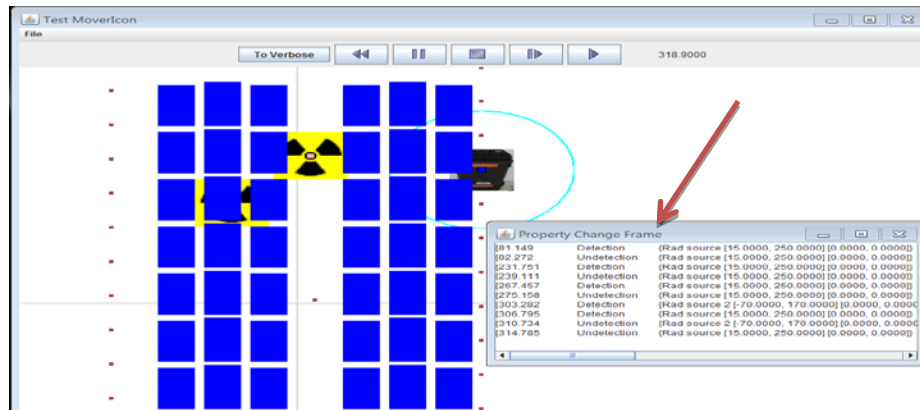 Test MoverIcon
File
To Verbose
318.9000
Property Change Frame
[81.149 Detection {Rad source [15.0000, 250.0000] [0.0000, 0.0000]}
[82.272 Undetection {Rad source [15.0000, 250.0000] [0.0000, 0.0000]}
[231.751 Detection {Rad source [15.0000, 250.0000] [0.0000, 0.0000]}
[239.111 Undetection {Rad source [15.0000, 250.0000] [0.0000, 0.0000]}
[267.457 Detection {Rad source [15.0000, 250.0000] [0.0000, 0.0000]}
[275.158 Undetection {Rad source [15.0000, 250.0000] [0.0000, 0.0000]}
[303.282 Detection {Rad source 2 [-70.0000, 170.0000] [0.0000, 0.0000
[306.795 Detection {Rad source [15.0000, 250.0000] [0.0000, 0.0000]}
[310.734 Undetection {Rad source 2 [-70.0000, 170.0000] [0.0000, 0.0000
[314.785 Undetection {Rad source [15.0000, 250.0000] [0.0000, 0.0000]}